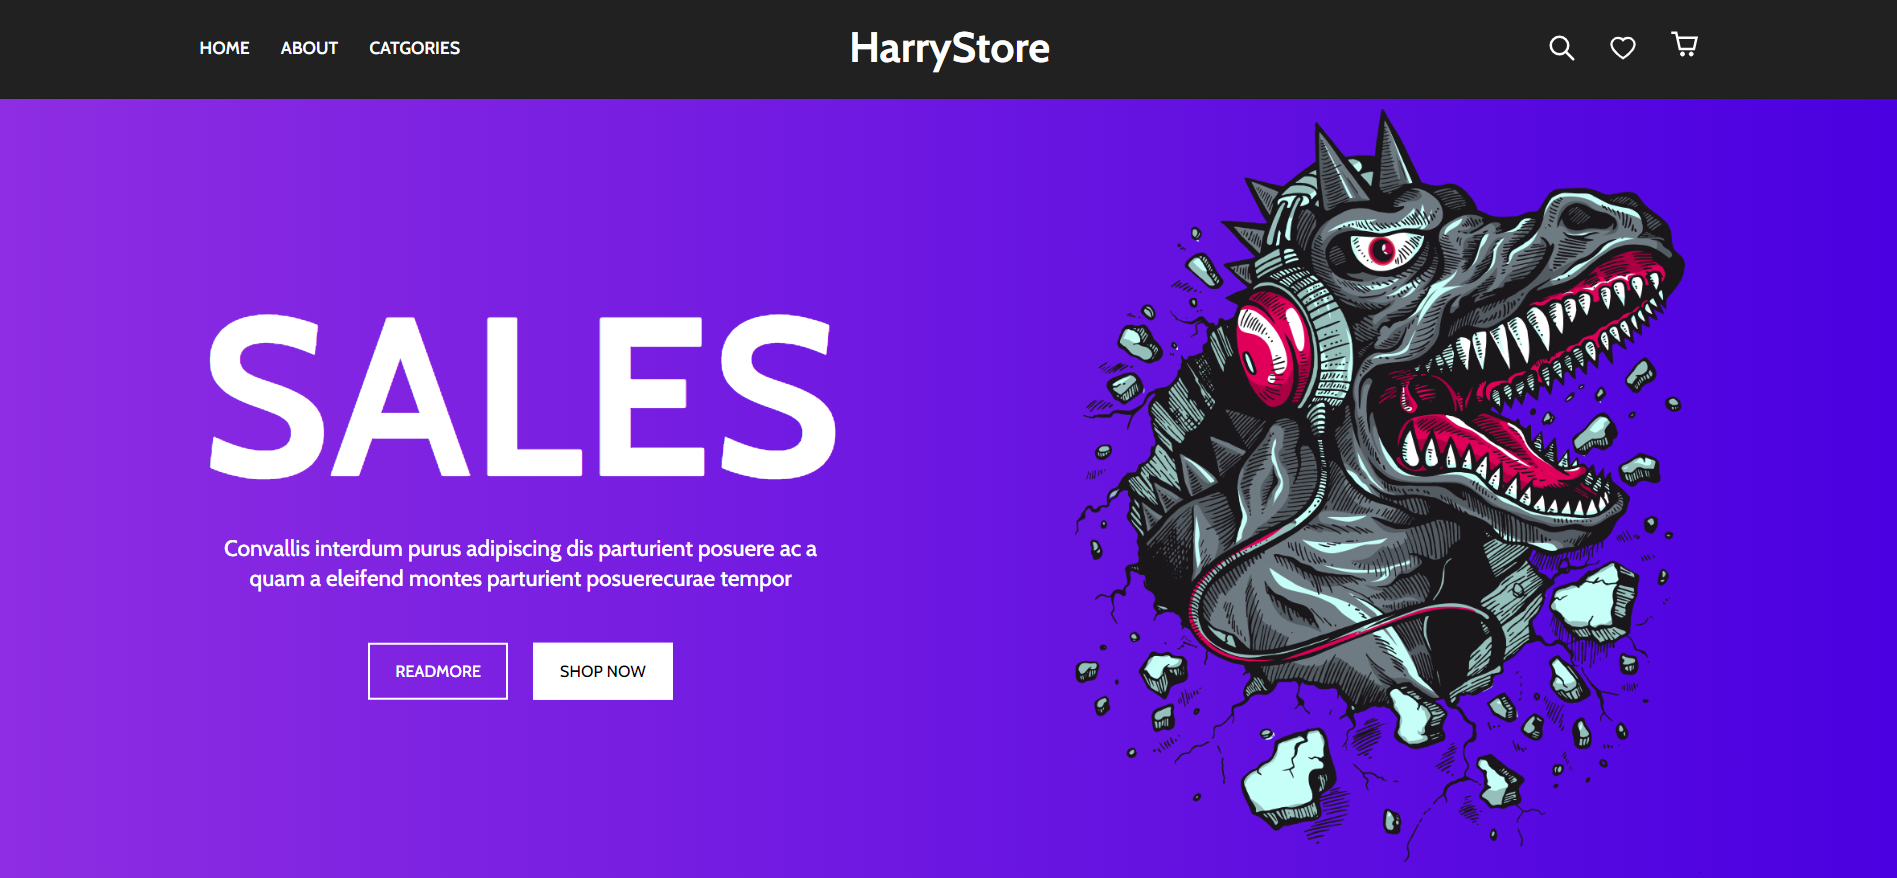 HOME ABOUT CATGORIES HarryStore
SALES
Convallis interdum purus adipiscing dis parturient posuere ac a
quam a eleifend montes parturient posuerecurae tempor
READMORE SHOP NOW